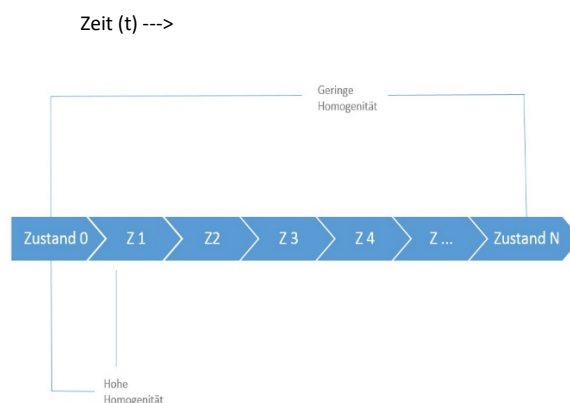 Zeit (t) --->
Geringe
Homogenität
Zustand 0 Z 1 Z2 Z 3 Z 4 Z ... Zustand N
Hohe
Homogenität